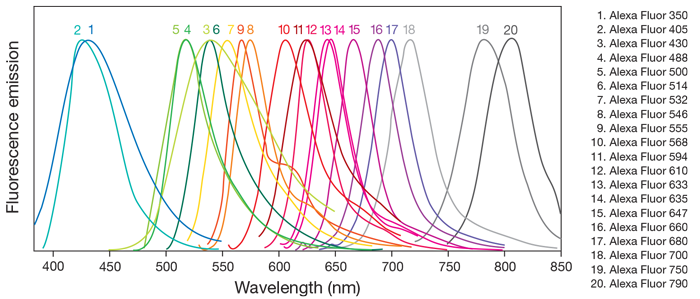 2 1 5 4 3 6 7 9 8 10 11 12 13 14 15 16 17 18 19 20
Fluorescence emission
400 450 500 550 600 650 700 750 800 850
Wavelength (nm)
1. Alexa Fluor 350
2. Alexa Fluor 405
3. Alexa Fluor 430
4. Alexa Fluor 488
5. Alexa Fluor 500
6. Alexa Fluor 514
7. Alexa Fluor 532
8. Alexa Fluor 546
9. Alexa Fluor 555
10. Alexa Fluor 568
11. Alexa Fluor 594
12. Alexa Fluor 610
13. Alexa Fluor 633
14. Alexa Fluor 635
15. Alexa Fluor 647
16. Alexa Fluor 660
17. Alexa Fluor 680
18. Alexa Fluor 700
19. Alexa Fluor 750
20. Alexa Fluor 790